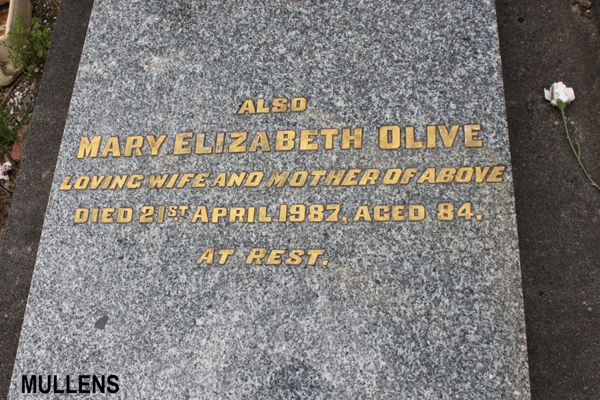 ALSO
MARY ELIZABETH OLIVE
LOVING WIFE AND MOTHER OF ABOVE
DIED 21ST APRIL 1987, AGED 84.
AT REST.
MULLENS